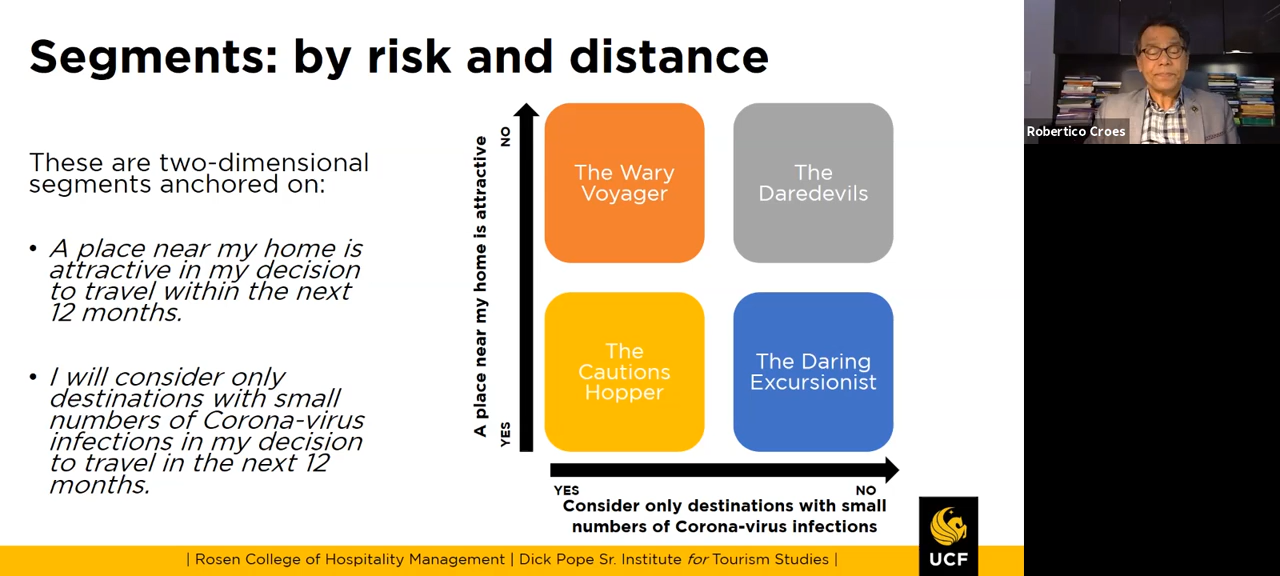 Segments: by risk and distance
These are two-dimensional
segments anchored on:
• A place near my home is
attractive in my decision
to travel within the next
12 months.
• I will consider only
destinations with small
numbers of Corona-virus
infections in my decision
to travel in the next 12
months.
A place near my home is attractive
NO
YES
The Wary
Voyager
The
Daredevils
The
Cautions
Hopper
The Daring
Excursionist
YES
NO
Consider only destinations with small
numbers of Corona-virus infections
| Rosen College of Hospitality Management | Dick Pope Sr. Institute for Tourism Studies |
UCF
Robertico Croes